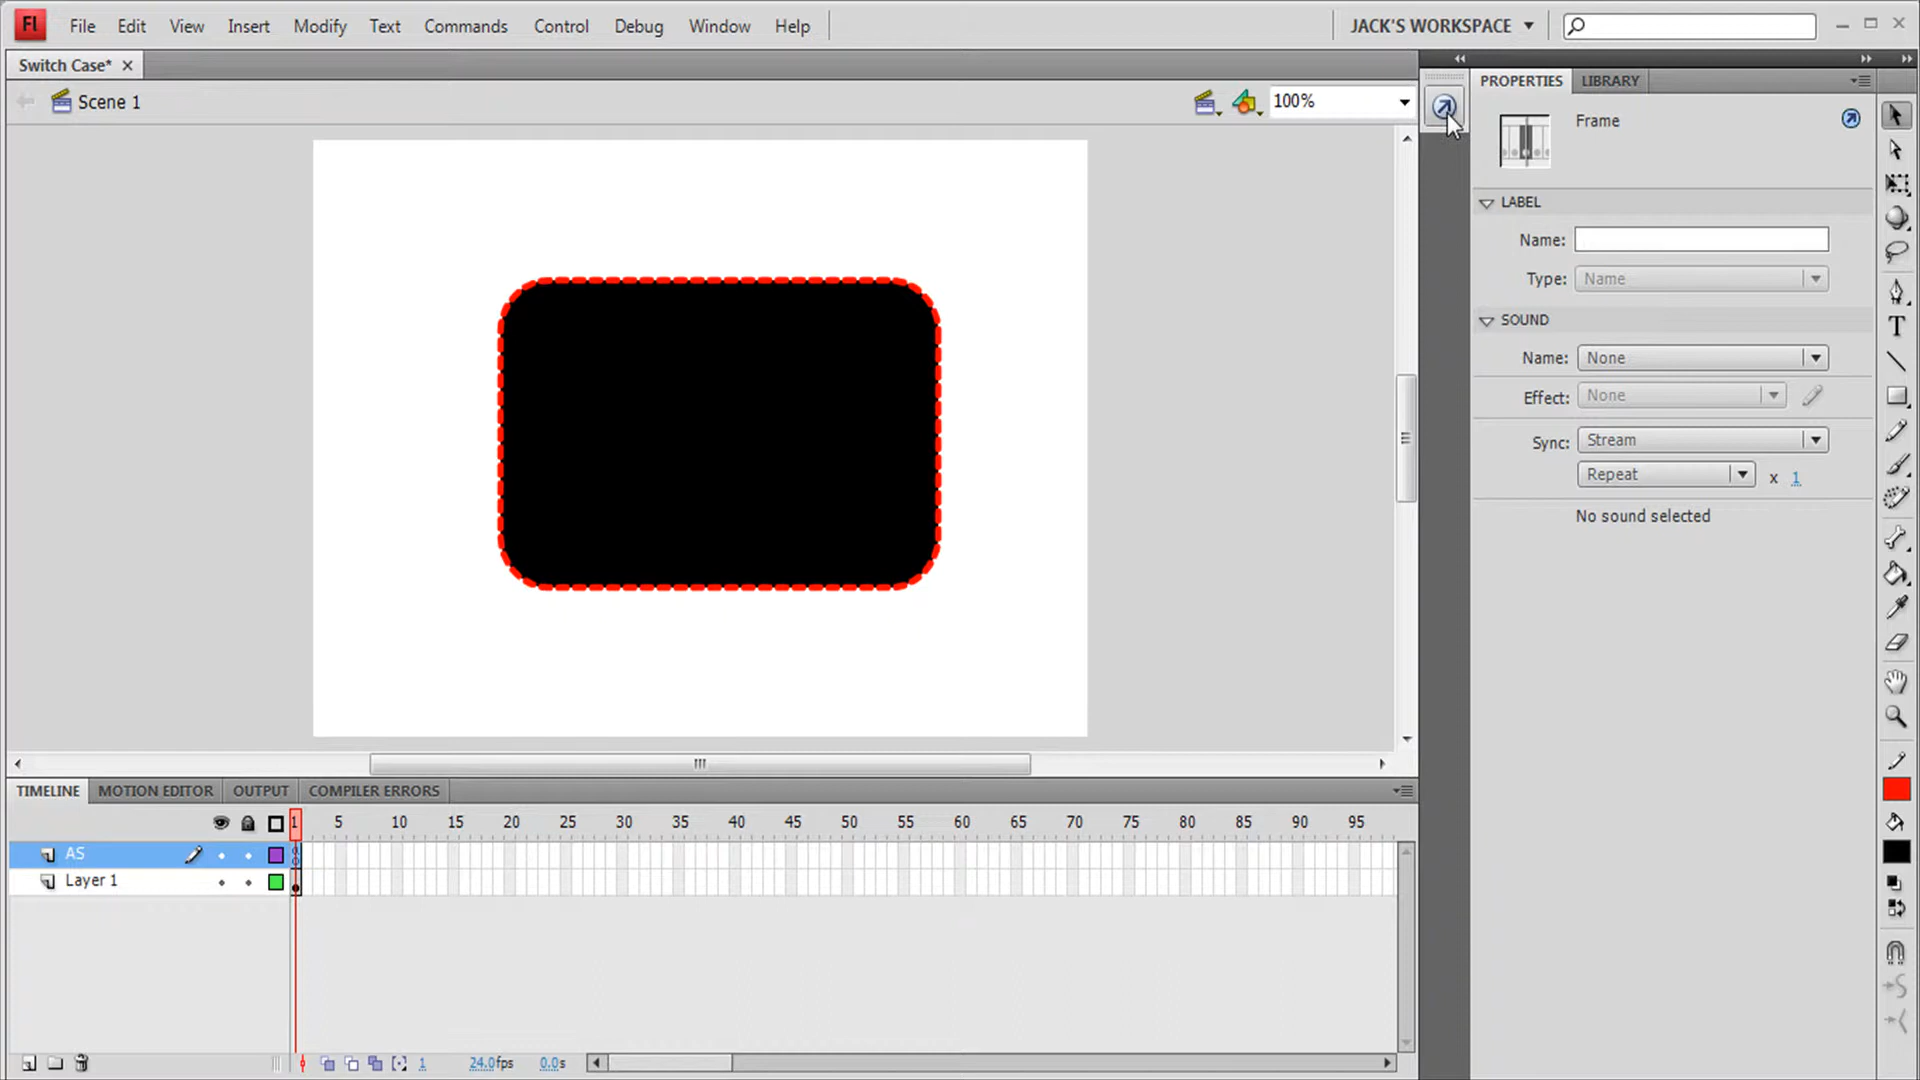 Fl File Edit View Insert Modify Text Commands Control Debug Window Help JACK'S WORKSPACE
Switch Case*
PROPERTIES LIBRARY
Scene 1 100%
Frame
LABEL
Name:
Type: Name
SOUND
Name: None
Effect: None
Sync: Stream
Repeat x 1
No sound selected
TIMELINE MOTION EDITOR OUTPUT COMPILER ERRORS
1 5 10 15 20 25 30 35 40 45 50 55 60 65 70 75 80 85 90 95
AS
Layer 1
1 24.0fps 0.0s